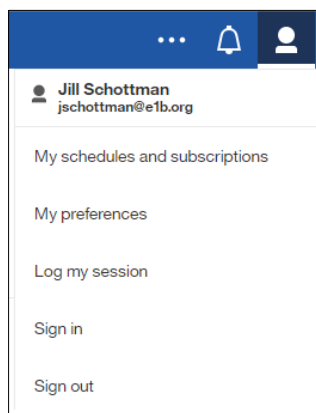 Jill Schottman
jschottman@e1b.org
My schedules and subscriptions
My preferences
Log my session
Sign in
Sign out